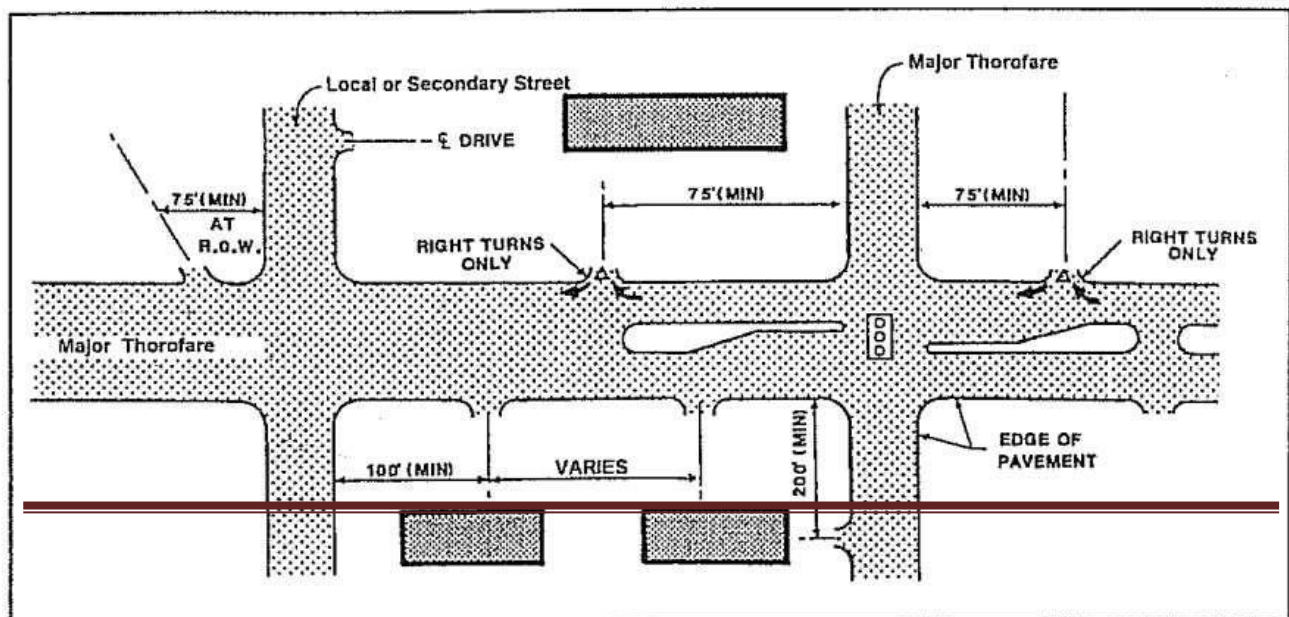 Major Thorofare
Local or Secondary Street
℄ DRIVE
75'(MIN)
AT
R.O.W.
75'(MIN)
75'(MIN)
RIGHT TURNS
ONLY
RIGHT TURNS
ONLY
Major Thorofare
EDGE OF
PAVEMENT
100'(MIN)
VARIES
200'(MIN)